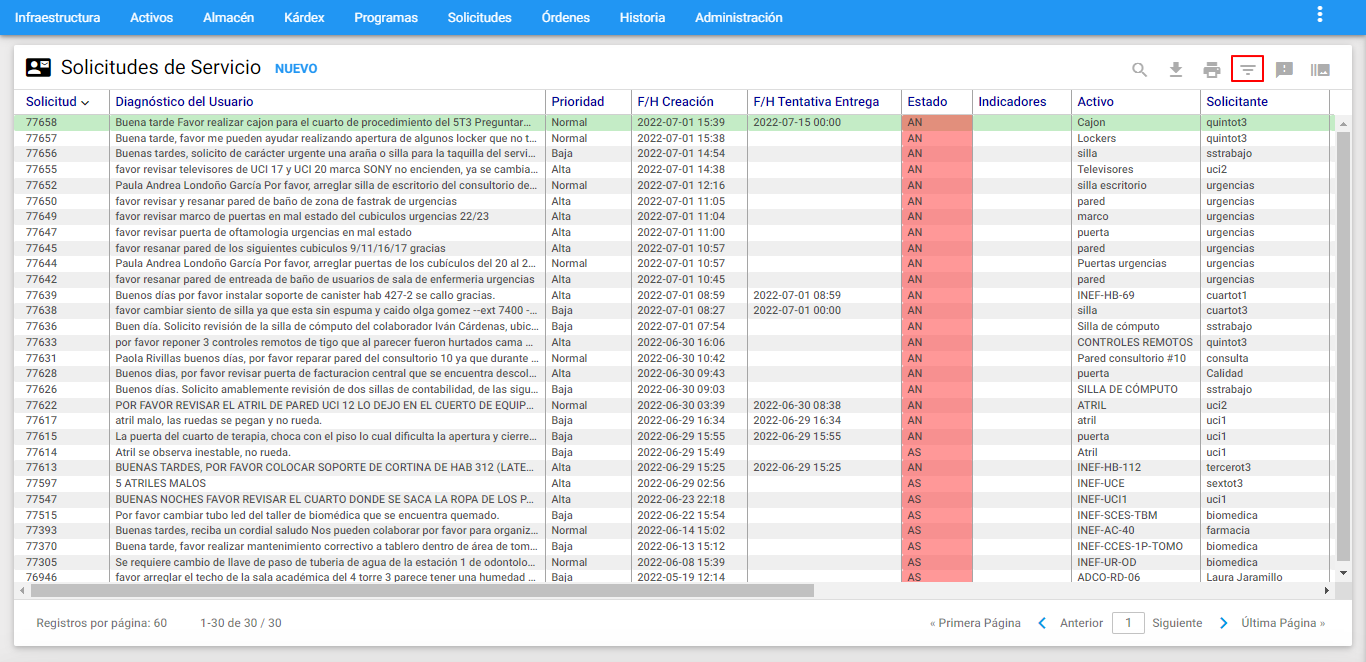 Infraestructura Activos Almacén Kárdex Programas Solicitudes Órdenes Historia Administración
Solicitudes de Servicio NUEVO
Solicitud Diagnóstico del Usuario Prioridad F/H Creación F/H Tentativa Entrega Estado Indicadores Activo Solicitante
77658 Buena tarde Favor realizar cajon para el cuarto de procedimiento del 5T3 Preguntar... Normal 2022-07-01 15:39 2022-07-15 00:00 AN Cajon quintot3
77657 Buena tarde, favor me pueden ayudar realizando apertura de algunos locker que no t... Normal 2022-07-01 15:38 AN Lockers quintot3
77656 Buenas tardes, solicito de carácter urgente una araña o silla para la taquilla del servi... Baja 2022-07-01 14:54 AN silla sstrabajo
77655 favor revisar televisores de UCI 17 y UCI 20 marca SONY no encienden, ya se cambia... Alta 2022-07-01 14:38 AN Televisores uci2
77652 Paula Andrea Londoño García Por favor, arreglar silla de escritorio del consultorio de... Normal 2022-07-01 12:16 AN silla escritorio urgencias
77650 favor revisar y resanar pared de baño de zona de fastrak de urgencias Alta 2022-07-01 11:05 AN pared urgencias
77649 favor revisar marco de puertas en mal estado del cubiculos urgencias 22/23 Alta 2022-07-01 11:04 AN marco urgencias
77647 favor revisar puerta de oftamologia urgencias en mal estado Alta 2022-07-01 11:00 AN puerta urgencias
77645 favor resanar pared de los siguientes cubiculos 9/11/16/17 gracias Alta 2022-07-01 10:57 AN pared urgencias
77644 Paula Andrea Londoño García Por favor, arreglar puertas de los cubículos del 20 al 2... Normal 2022-07-01 10:57 AN Puertas urgencias urgencias
77642 favor resanar pared de entreada de baño de usuarios de sala de enfermeria urgencias Alta 2022-07-01 10:45 AN pared urgencias
77639 Buenos días por favor instalar soporte de canister hab 427-2 se callo gracias. Alta 2022-07-01 08:59 2022-07-01 08:59 AN INEF-HB-69 cuartot1
77638 favor cambiar siento de silla ya que esta sin espuma y caido olga gomez --ext 7400 -... Baja 2022-07-01 08:27 2022-07-01 00:00 AN silla cuartot3
77636 Buen día. Solicito revisión de la silla de cómputo del colaborador Iván Cárdenas, ubic... Baja 2022-07-01 07:54 AN Silla de cómputo sstrabajo
77633 por favor reponer 3 controles remotos de tigo que al parecer fueron hurtados cama ... Alta 2022-06-30 16:06 AN CONTROLES REMOTOS quintot3
77631 Paola Rivillas buenos días, por favor reparar pared del consultorio 10 ya que durante ... Normal 2022-06-30 10:42 AN Pared consultorio #10 consulta
77628 Buenos dias, por favor revisar puerta de facturacion central que se encuentra descol... Alta 2022-06-30 09:43 AN puerta Calidad
77626 Buenos días. Solicito amablemente revisión de dos sillas de contabilidad, de las sigu... Baja 2022-06-30 09:03 AN SILLA DE CÓMPUTO sstrabajo
77622 POR FAVOR REVISAR EL ATRIL DE PARED UCI 12 LO DEJO EN EL CUERTO DE EQUIP... Normal 2022-06-30 03:39 2022-06-30 08:38 AN ATRIL uci2
77617 atril malo, las ruedas se pegan y no rueda. Baja 2022-06-29 16:34 2022-06-29 16:34 AN atril uci1
77615 La puerta del cuarto de terapia, choca con el piso lo cual dificulta la apertura y cierre... Baja 2022-06-29 15:55 2022-06-29 15:55 AN puerta uci1
77614 Atril se observa inestable, no rueda. Baja 2022-06-29 15:49 AS Atril uci1
77613 BUENAS TARDES, POR FAVOR COLOCAR SOPORTE DE CORTINA DE HAB 312 (LATE... Alta 2022-06-29 15:25 2022-06-29 15:25 AN INEF-HB-112 tercerot3
77597 5 ATRILES MALOS Alta 2022-06-29 02:56 AS INEF-UCE sextot3
77547 BUENAS NOCHES FAVOR REVISAR EL CUARTO DONDE SE SACA LA ROPA DE LOS P... Alta 2022-06-23 22:18 AS INEF-UCI1 uci1
77515 Por favor cambiar tubo led del taller de biomédica que se encuentra quemado. Baja 2022-06-22 15:54 AS INEF-SCES-TBM biomedica
77393 Buenas tardes, reciba un cordial saludo Nos pueden colaborar por favor para organiz... Normal 2022-06-14 15:02 AS INEF-AC-40 farmacia
77370 Buena tarde, Favor realizar mantenimiento correctivo a tablero dentro de área de tom... Baja 2022-06-13 15:12 AS INEF-CCES-1P-TOMO biomedica
77305 Se requiere cambio de llave de paso de tuberia de agua de la estación 1 de odontolo... Normal 2022-06-08 15:39 AS INEF-UR-OD biomedica
76946 favor arreglar el techo de la sala académica del 4 torre 3 parece tener una humedad ... Baja 2022-05-19 12:14 AS ADCO-RD-06 Laura Jaramillo
Registros por página: 60 1-30 de 30 / 30 « Primera Página Anterior 1 Siguiente Última Página »